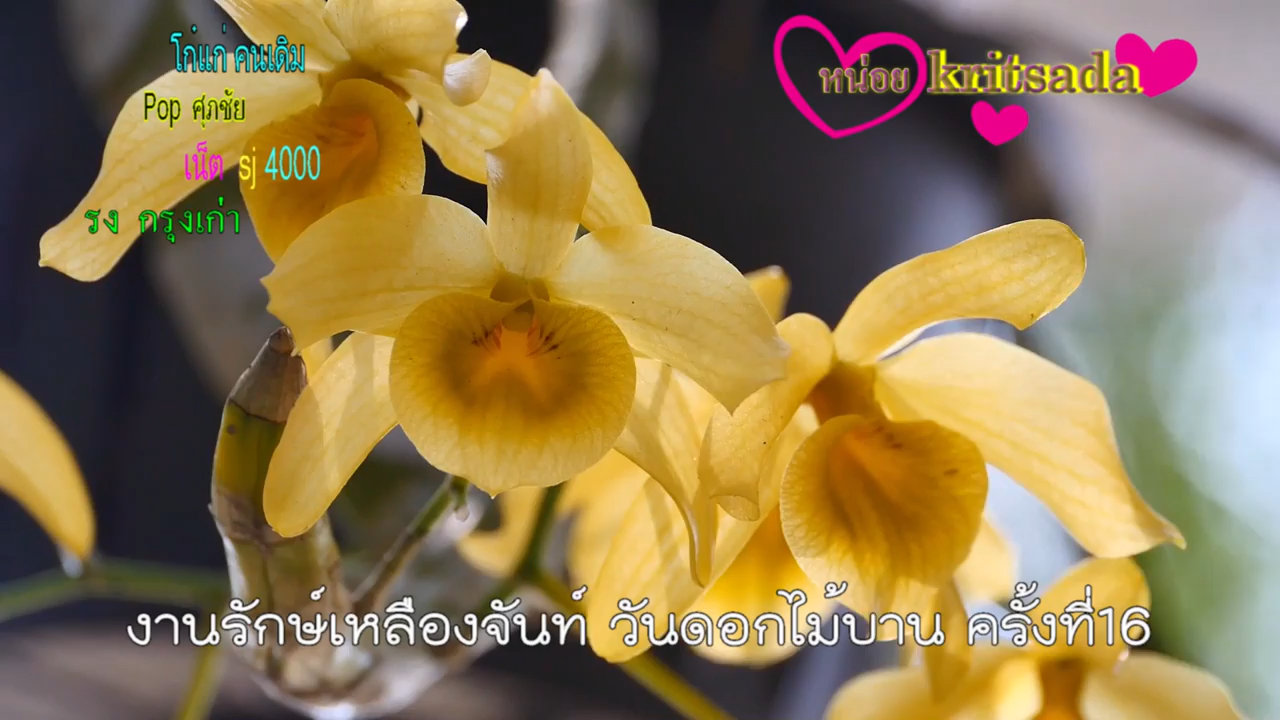 โก๋แก่ คนเดิม
Pop ศุภชัย
เน็ต sj 4000
รง กรุงเก่า
หน่อย kritsada
งานรักษ์เหลืองจันท์ วันดอกไม้บาน ครั้งที่16